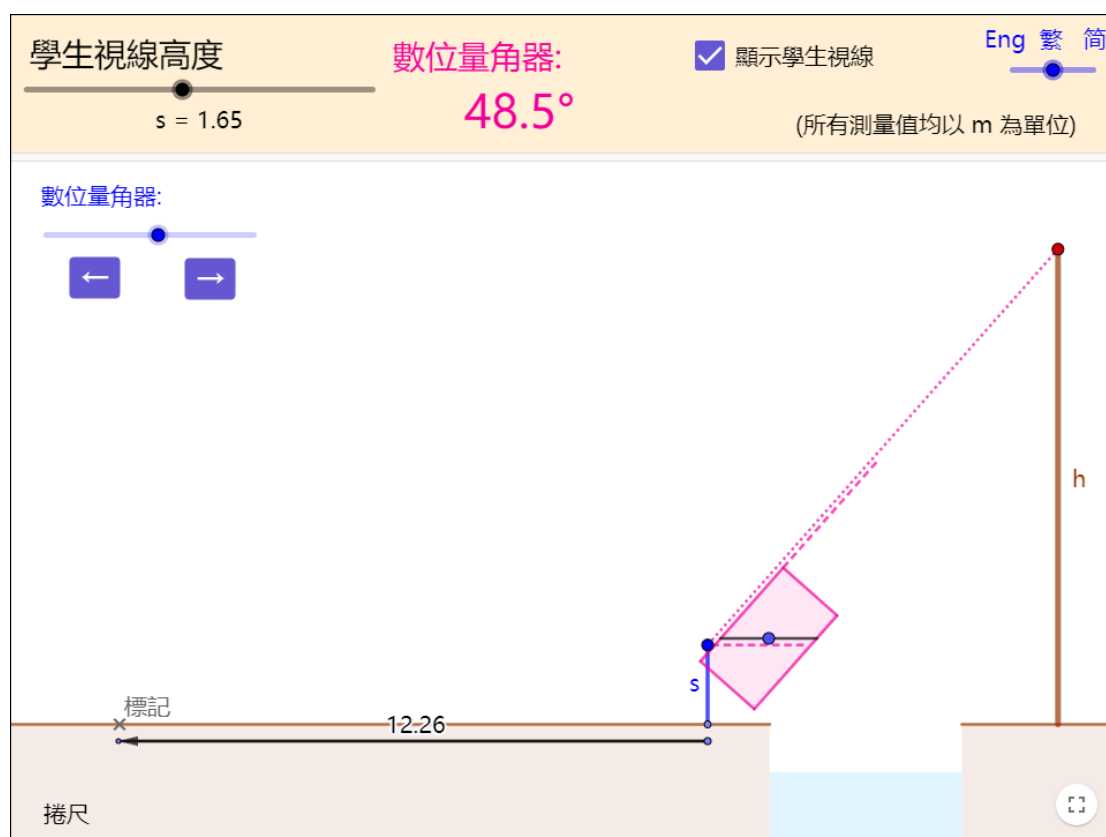 學生視線高度
s = 1.65
數位量角器:
48.5°
顯示學生視線
Eng 繁 简
(所有測量值均以 m 為單位)
數位量角器:
← →
h
s
標記
12.26
捲尺